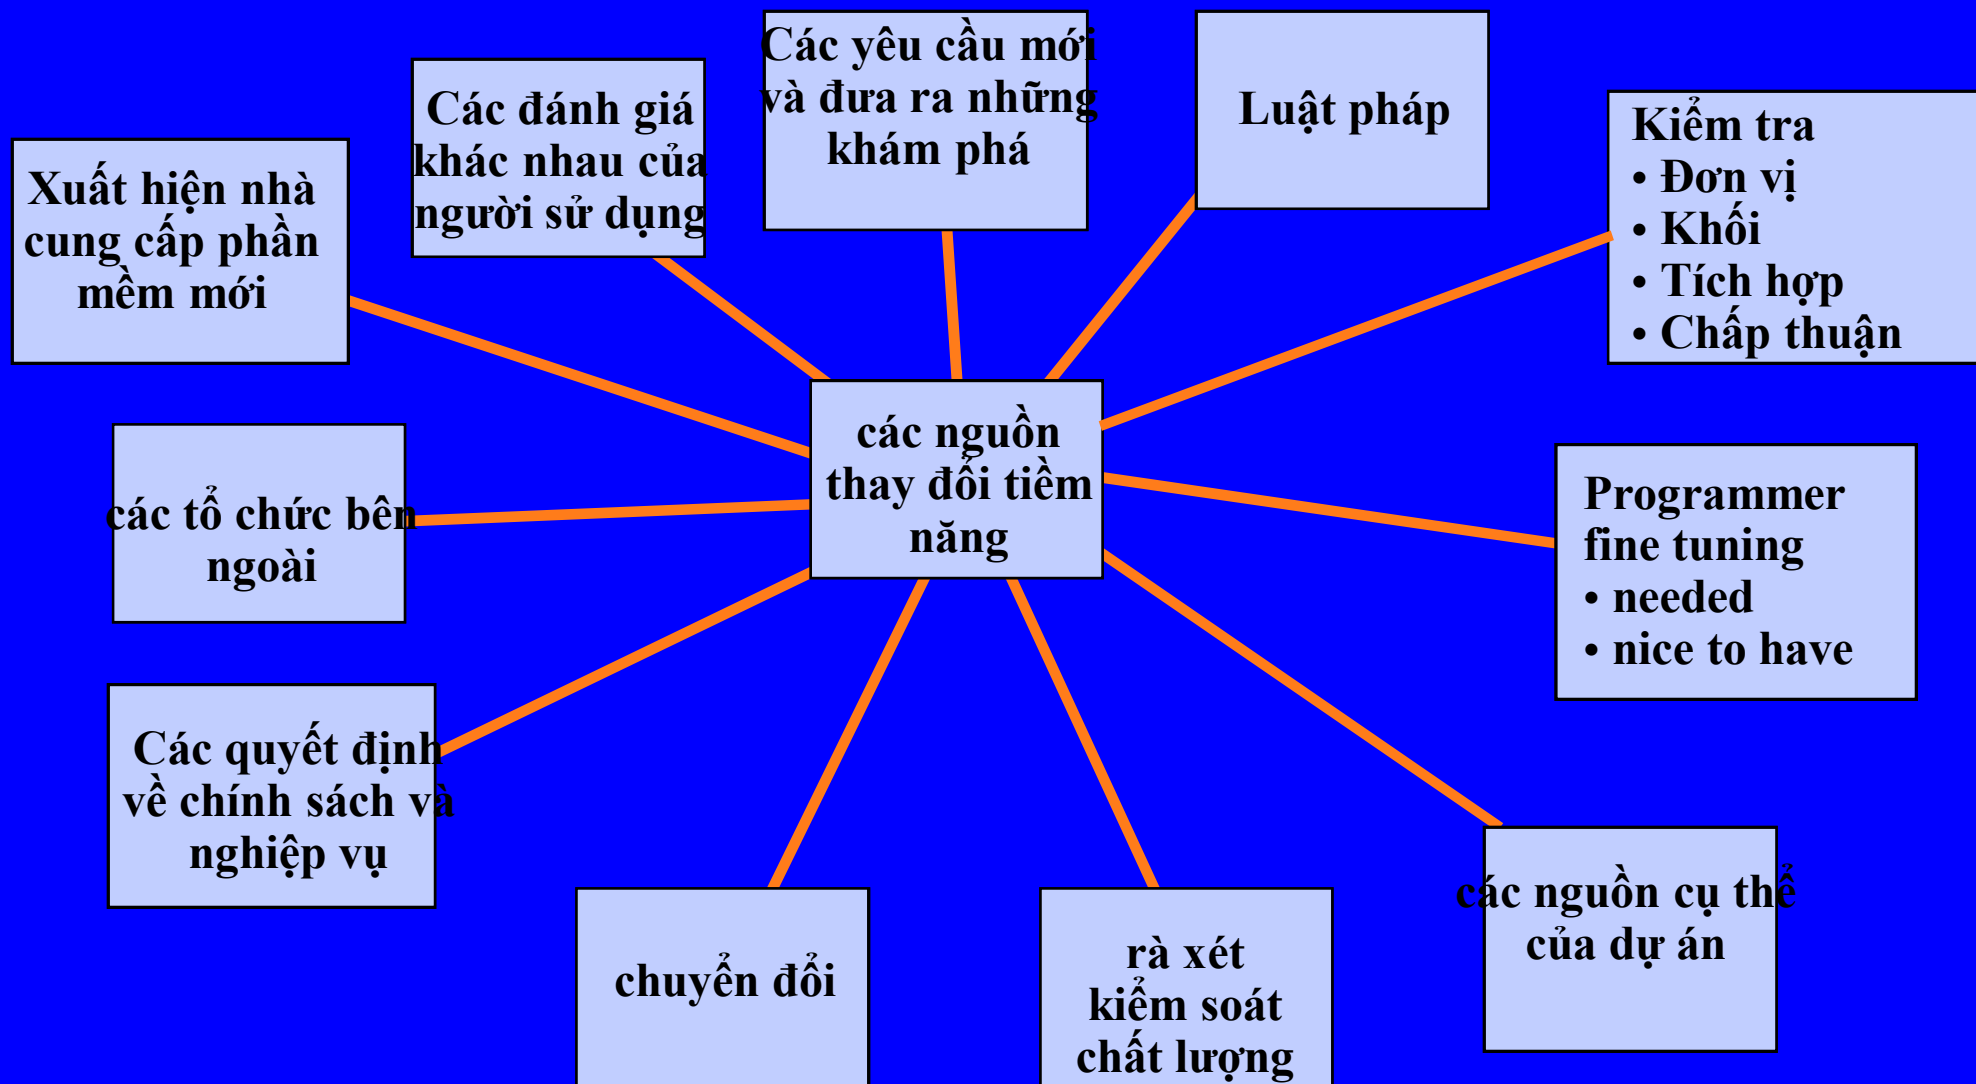 Các yêu cầu mới
và đưa ra những
khám phá
Luật pháp
Các đánh giá
khác nhau của
người sử dụng
Kiểm tra
• Đơn vị
• Khối
• Tích hợp
• Chấp thuận
Xuất hiện nhà
cung cấp phần
mềm mới
các nguồn
thay đổi tiềm
năng
các tổ chức bên
ngoài
Programmer
fine tuning
• needed
• nice to have
Các quyết định
về chính sách và
nghiệp vụ
các nguồn cụ thể
của dự án
chuyển đổi
rà xét
kiểm soát
chất lượng